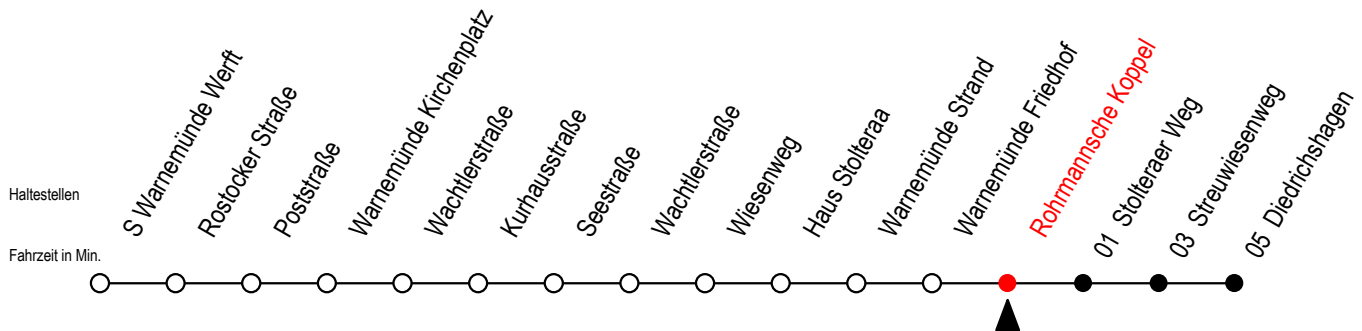 S Warnemünde Werft
Rostocker Straße
Poststraße
Warnemünde Kirchenplatz
Wachtlerstraße
Kurhausstraße
Seestraße
Wachtlerstraße
Wiesenweg
Haus Stolteraa
Warnemünde Strand
Warnemünde Friedhof
Rohrmannsche Koppel
01 Stolteraer Weg
03 Streuwiesenweg
05 Diedrichshagen
Haltestellen
Fahrzeit in Min.